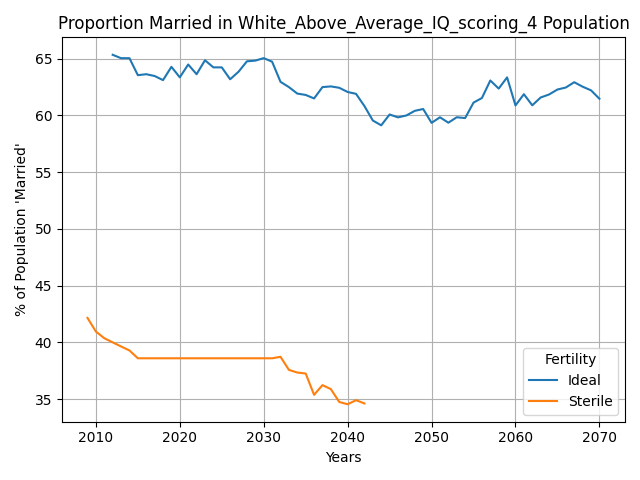 Proportion Married in White_Above_Average_IQ_scoring_4 Population
% of Population 'Married'
65
60
55
50
45
40
35
2010
2020
2030
2040
2050
2060
2070
Years
Fertility
Ideal
Sterile